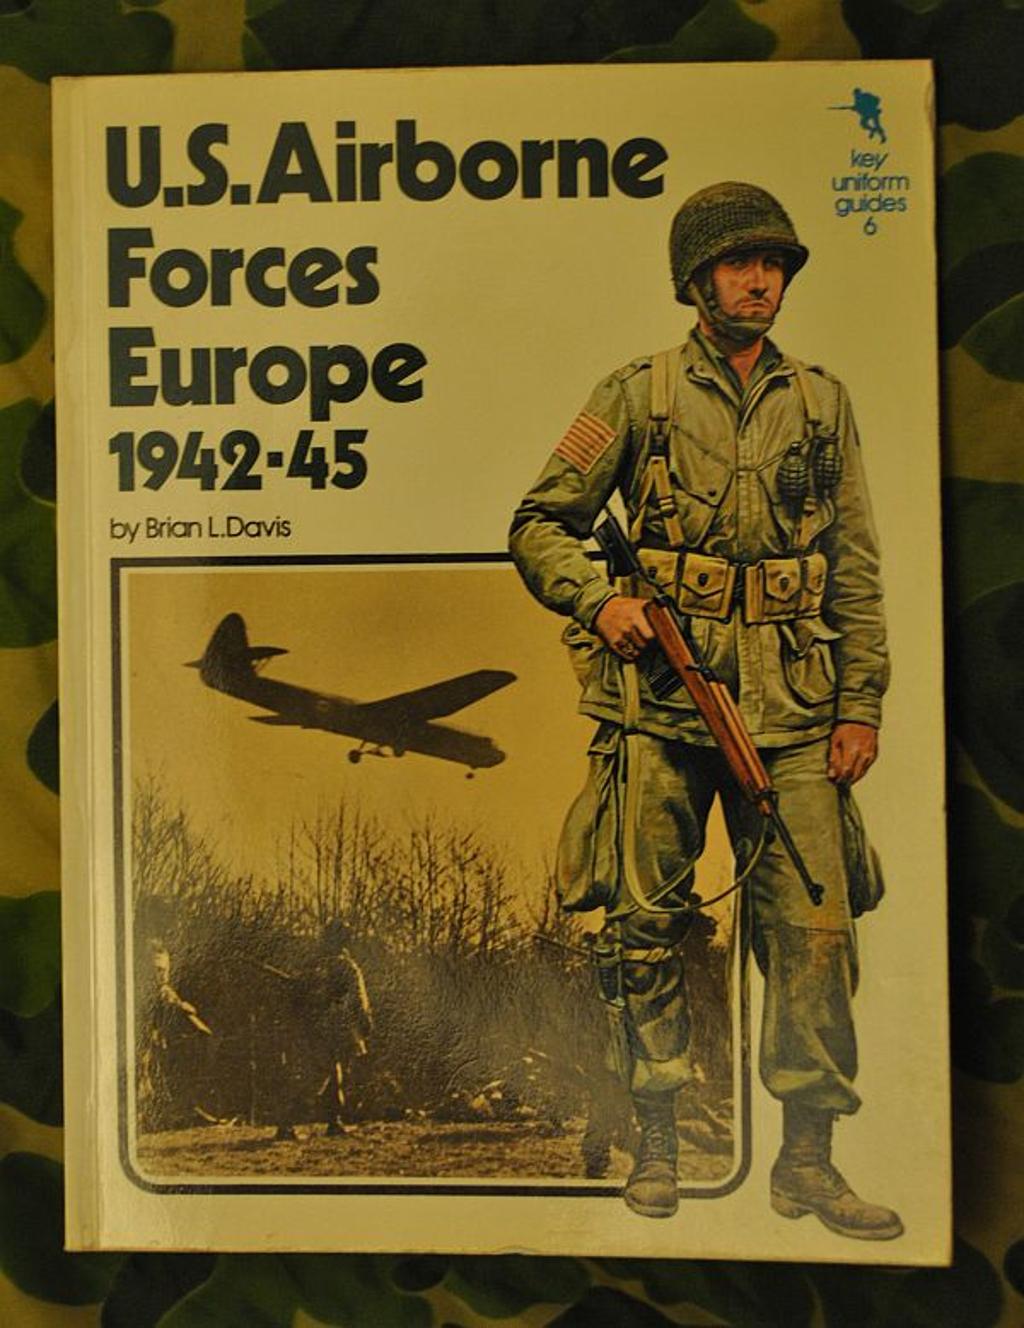 U.S. Airborne
Forces
Europe
1942-45
by Brian L. Davis
key
uniform
guides
6